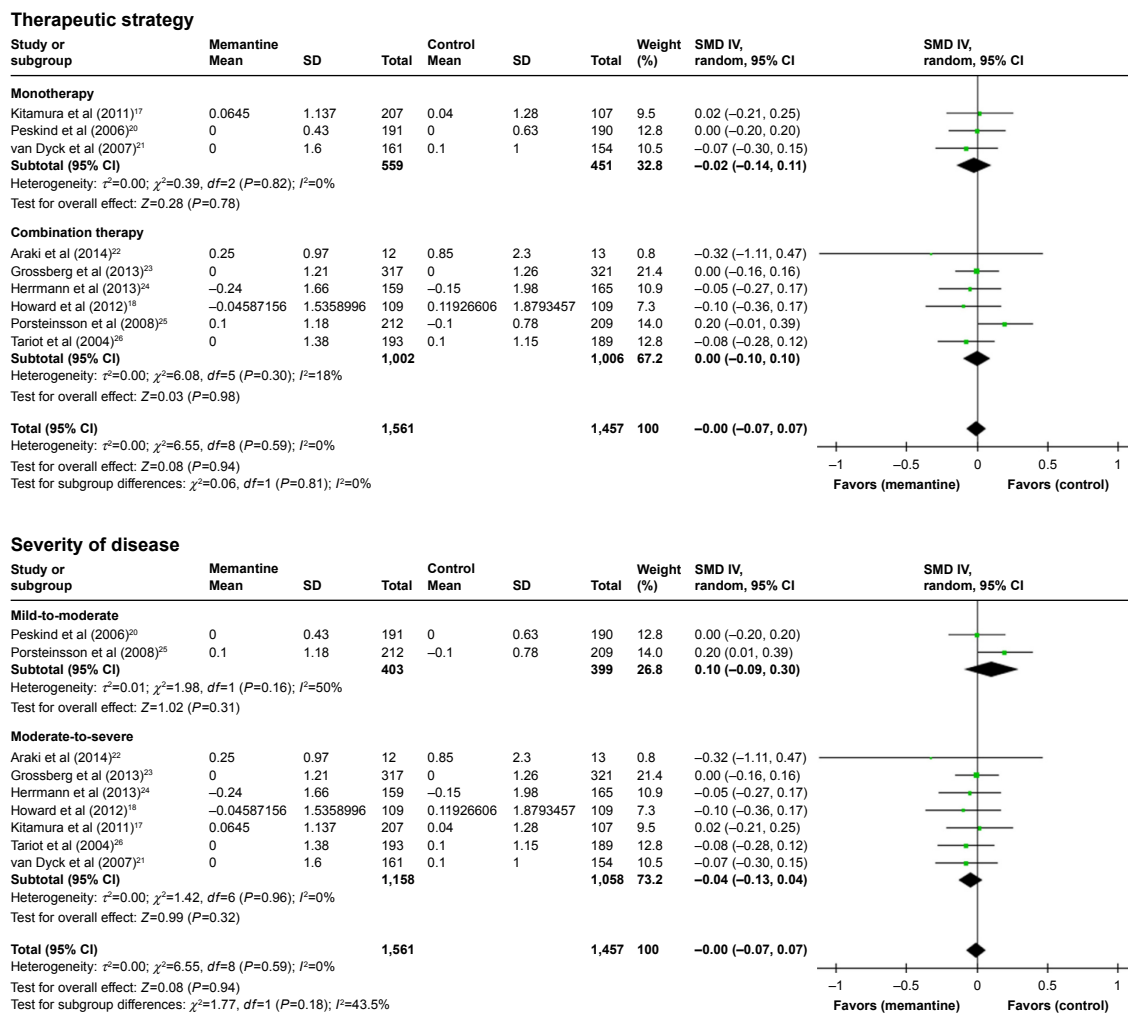 Therapeutic strategy
Study or subgroup Memantine Mean SD Total Control Mean SD Total Weight (%) SMD IV, random, 95% CI SMD IV, random, 95% CI
Monotherapy
Kitamura et al (2011)¹⁷ 0.0645 1.137 207 0.04 1.28 107 9.5 0.02 (–0.21, 0.25)
Peskind et al (2006)²⁰ 0 0.43 191 0 0.63 190 12.8 0.00 (–0.20, 0.20)
van Dyck et al (2007)²¹ 0 1.6 161 0.1 1 154 10.5 –0.07 (–0.30, 0.15)
Subtotal (95% CI) 559 451 32.8 –0.02 (–0.14, 0.11)
Heterogeneity: τ²=0.00; χ²=0.39, df=2 (P=0.82); I²=0%
Test for overall effect: Z=0.28 (P=0.78)
Combination therapy
Araki et al (2014)²² 0.25 0.97 12 0.85 2.3 13 0.8 –0.32 (–1.11, 0.47)
Grossberg et al (2013)²³ 0 1.21 317 0 1.26 321 21.4 0.00 (–0.16, 0.16)
Herrmann et al (2013)²⁴ –0.24 1.66 159 –0.15 1.98 165 10.9 –0.05 (–0.27, 0.17)
Howard et al (2012)¹⁸ –0.04587156 1.5358996 109 0.11926606 1.8793457 109 7.3 –0.10 (–0.36, 0.17)
Porsteinsson et al (2008)²⁵ 0.1 1.18 212 –0.1 0.78 209 14.0 0.20 (–0.01, 0.39)
Tariot et al (2004)²⁶ 0 1.38 193 0.1 1.15 189 12.8 –0.08 (–0.28, 0.12)
Subtotal (95% CI) 1,002 1,006 67.2 0.00 (–0.10, 0.10)
Heterogeneity: τ²=0.00; χ²=6.08, df=5 (P=0.30); I²=18%
Test for overall effect: Z=0.03 (P=0.98)
Total (95% CI) 1,561 1,457 100 –0.00 (–0.07, 0.07)
Heterogeneity: τ²=0.00; χ²=6.55, df=8 (P=0.59); I²=0%
Test for overall effect: Z=0.08 (P=0.94)
Test for subgroup differences: χ²=0.06, df=1 (P=0.81); I²=0%
–1 –0.5 0 0.5 1
Favors (memantine) Favors (control)
Severity of disease
Study or subgroup Memantine Mean SD Total Control Mean SD Total Weight (%) SMD IV, random, 95% CI SMD IV, random, 95% CI
Mild-to-moderate
Peskind et al (2006)²⁰ 0 0.43 191 0 0.63 190 12.8 0.00 (–0.20, 0.20)
Porsteinsson et al (2008)²⁵ 0.1 1.18 212 –0.1 0.78 209 14.0 0.20 (0.01, 0.39)
Subtotal (95% CI) 403 399 26.8 0.10 (–0.09, 0.30)
Heterogeneity: τ²=0.01; χ²=1.98, df=1 (P=0.16); I²=50%
Test for overall effect: Z=1.02 (P=0.31)
Moderate-to-severe
Araki et al (2014)²² 0.25 0.97 12 0.85 2.3 13 0.8 –0.32 (–1.11, 0.47)
Grossberg et al (2013)²³ 0 1.21 317 0 1.26 321 21.4 0.00 (–0.16, 0.16)
Herrmann et al (2013)²⁴ –0.24 1.66 159 –0.15 1.98 165 10.9 –0.05 (–0.27, 0.17)
Howard et al (2012)¹⁸ –0.04587156 1.5358996 109 0.11926606 1.8793457 109 7.3 –0.10 (–0.36, 0.17)
Kitamura et al (2011)¹⁷ 0.0645 1.137 207 0.04 1.28 107 9.5 0.02 (–0.21, 0.25)
Tariot et al (2004)²⁶ 0 1.38 193 0.1 1.15 189 12.8 –0.08 (–0.28, 0.12)
van Dyck et al (2007)²¹ 0 1.6 161 0.1 1 154 10.5 –0.07 (–0.30, 0.15)
Subtotal (95% CI) 1,158 1,058 73.2 –0.04 (–0.13, 0.04)
Heterogeneity: τ²=0.00; χ²=1.42, df=6 (P=0.96); I²=0%
Test for overall effect: Z=0.99 (P=0.32)
Total (95% CI) 1,561 1,457 100 –0.00 (–0.07, 0.07)
Heterogeneity: τ²=0.00; χ²=6.55, df=8 (P=0.59); I²=0%
Test for overall effect: Z=0.08 (P=0.94)
Test for subgroup differences: χ²=1.77, df=1 (P=0.18); I²=43.5%
–1 –0.5 0 0.5 1
Favors (memantine) Favors (control)